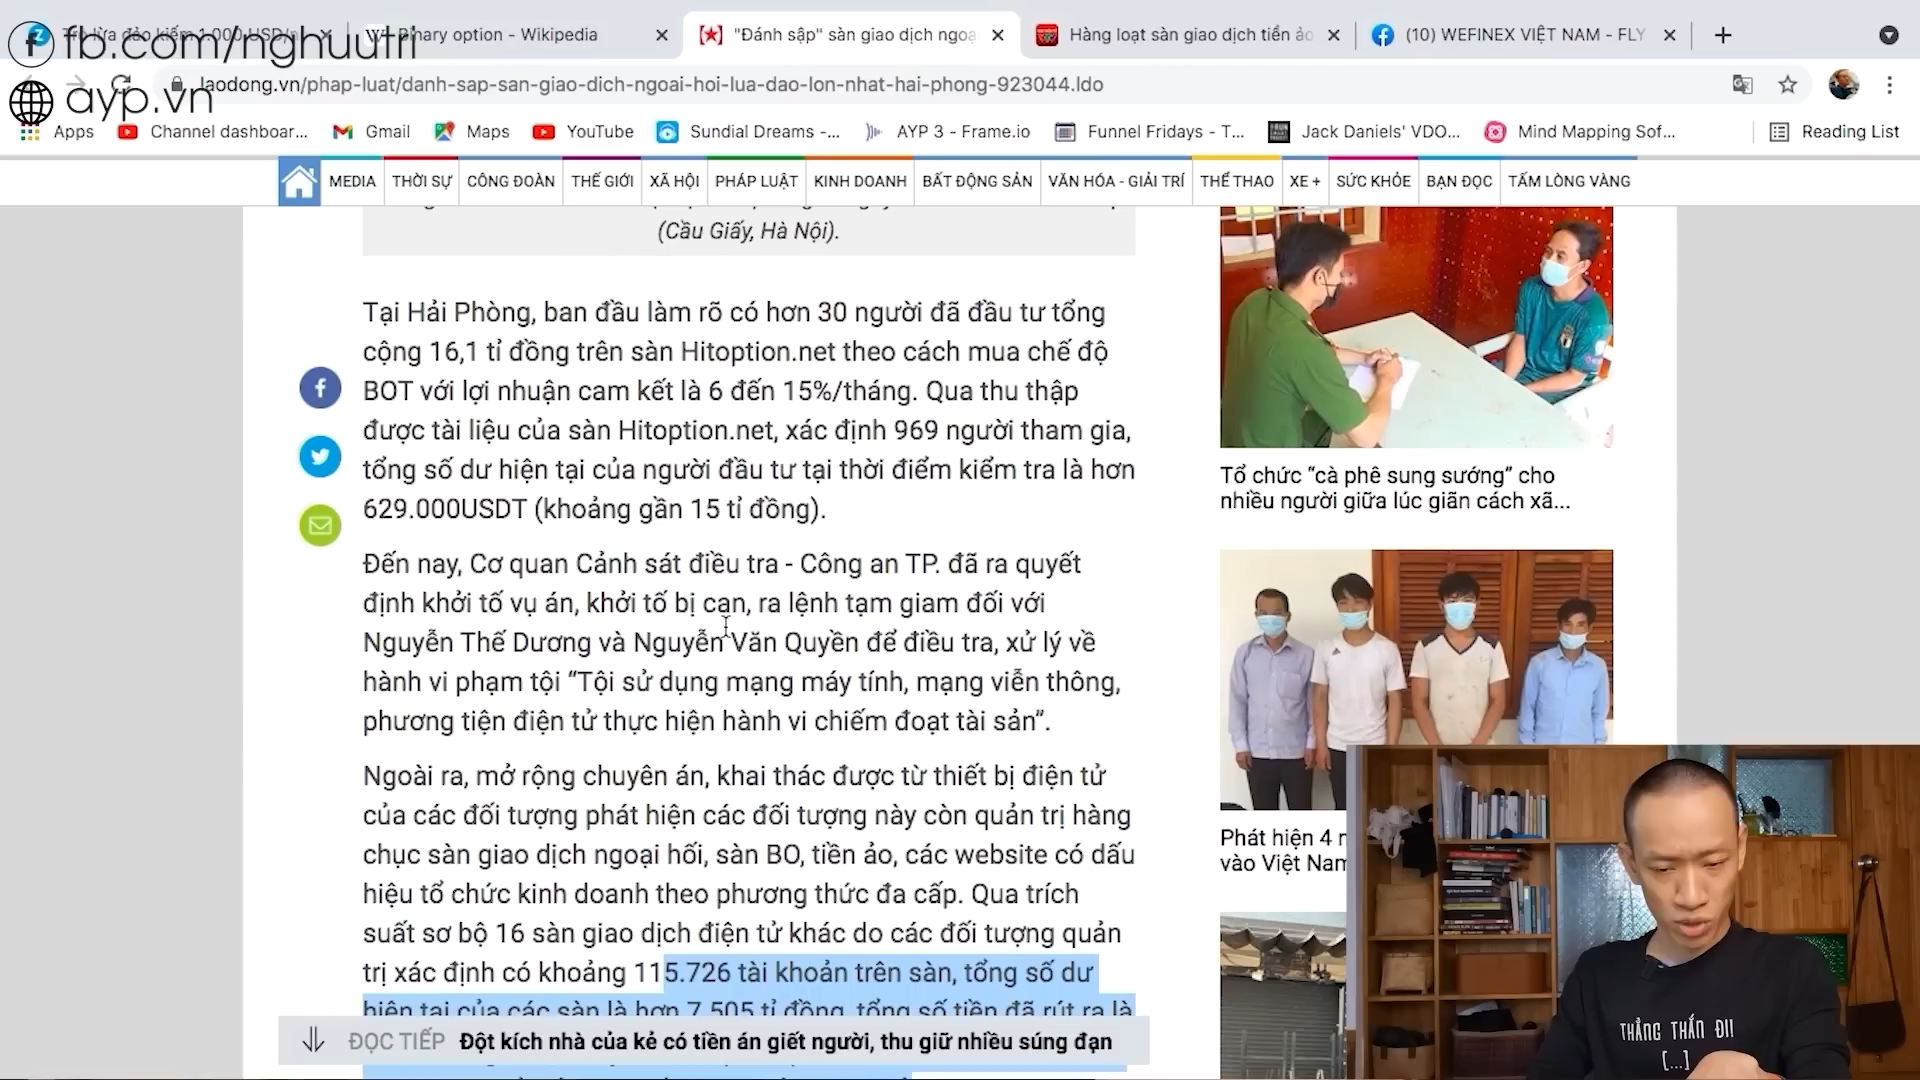 fb.com/nghuutri
ayp.vn
Binary option - Wikipedia
"Đánh sập" sàn giao dịch ngoạ
Hàng loạt sàn giao dịch tiền ảo
(10) WEFINEX VIỆT NAM - FLY
laodong.vn/phap-luat/danh-sap-san-giao-dich-ngoai-hoi-lua-dao-lon-nhat-hai-phong-923044.ldo
Apps
Channel dashboar...
Gmail
Maps
YouTube
Sundial Dreams -...
AYP 3 - Frame.io
Funnel Fridays - T...
Jack Daniels' VDO...
Mind Mapping Sof...
Reading List
MEDIA
THỜI SỰ
CÔNG ĐOÀN
THẾ GIỚI
XÃ HỘI
PHÁP LUẬT
KINH DOANH
BẤT ĐỘNG SẢN
VĂN HÓA - GIẢI TRÍ
THỂ THAO
XE +
SỨC KHỎE
BẠN ĐỌC
TẤM LÒNG VÀNG
(Cầu Giấy, Hà Nội).
Tại Hải Phòng, ban đầu làm rõ có hơn 30 người đã đầu tư tổng
cộng 16,1 tỉ đồng trên sàn Hitoption.net theo cách mua chế độ
BOT với lợi nhuận cam kết là 6 đến 15%/tháng. Qua thu thập
được tài liệu của sàn Hitoption.net, xác định 969 người tham gia,
tổng số dư hiện tại của người đầu tư tại thời điểm kiểm tra là hơn
629.000USDT (khoảng gần 15 tỉ đồng).
Đến nay, Cơ quan Cảnh sát điều tra - Công an TP. đã ra quyết
định khởi tố vụ án, khởi tố bị can, ra lệnh tạm giam đối với
Nguyễn Thế Dương và Nguyễn Văn Quyền để điều tra, xử lý về
hành vi phạm tội “Tội sử dụng mạng máy tính, mạng viễn thông,
phương tiện điện tử thực hiện hành vi chiếm đoạt tài sản”.
Ngoài ra, mở rộng chuyên án, khai thác được từ thiết bị điện tử
của các đối tượng phát hiện các đối tượng này còn quản trị hàng
chục sàn giao dịch ngoại hối, sàn BO, tiền ảo, các website có dấu
hiệu tổ chức kinh doanh theo phương thức đa cấp. Qua trích
suất sơ bộ 16 sàn giao dịch điện tử khác do các đối tượng quản
trị xác định có khoảng 115.726 tài khoản trên sàn, tổng số dư
hiện tại của các sàn là hơn 7.505 tỉ đồng, tổng số tiền đã rút ra là
ĐỌC TIẾP
Đột kích nhà của kẻ có tiền án giết người, thu giữ nhiều súng đạn
Tổ chức “cà phê sung sướng” cho
nhiều người giữa lúc giãn cách xã...
Phát hiện 4
vào Việt Nam
THẲNG THẮN ĐI!
[...]